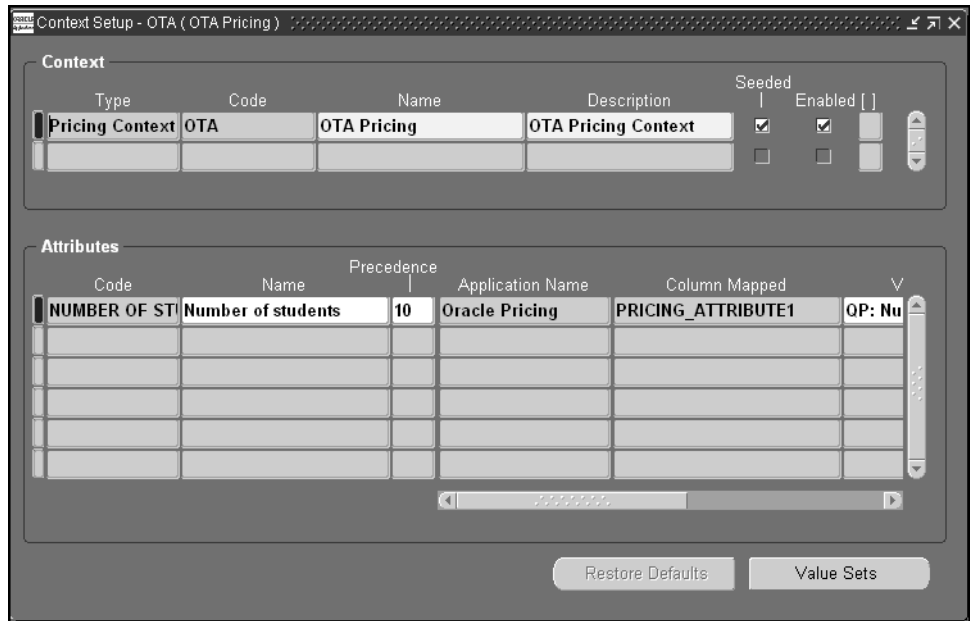 Context Setup - OTA ( OTA Pricing )
Context
Seeded
Type Code Name Description Enabled [ ]
Pricing Context OTA OTA Pricing OTA Pricing Context
Attributes
Precedence
Code Name Application Name Column Mapped V
NUMBER OF STU Number of students 10 Oracle Pricing PRICING_ATTRIBUTE1 QP: Nu
Restore Defaults Value Sets